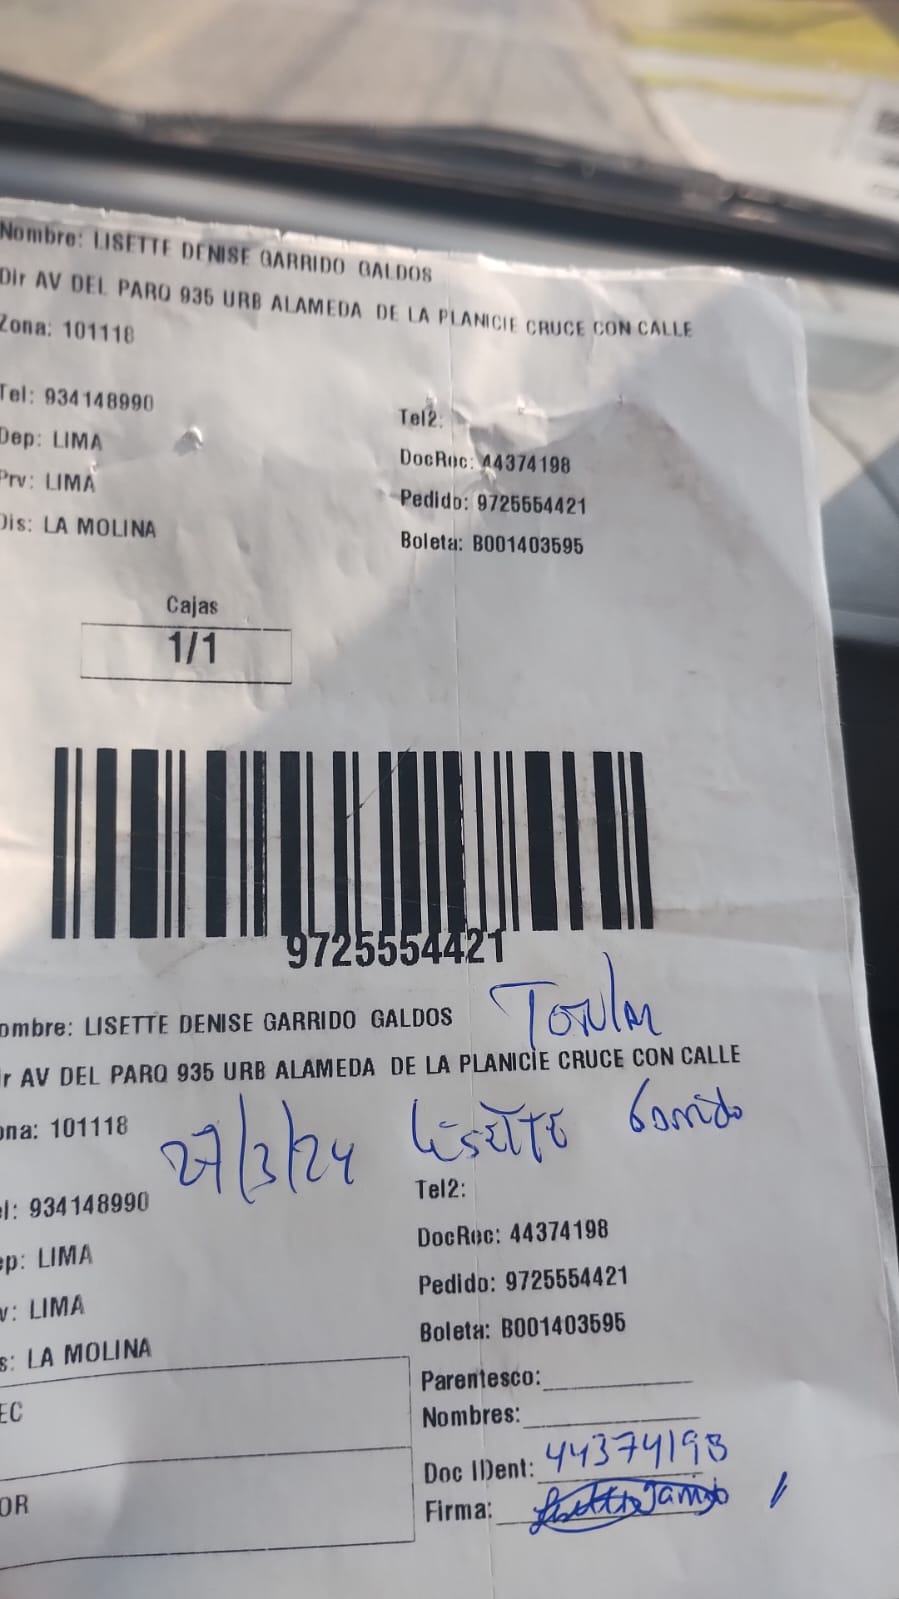 Nombre: LISETTE DENISE GARRIDO GALDOS
Dir AV DEL PARQ 935 URB ALAMEDA DE LA PLANICIE CRUCE CON CALLE
Zona: 101118
Tel: 934148990
Tel2:
Dep: LIMA
DocRec: 44374198
Prv: LIMA
Pedido: 9725554421
Dis: LA MOLINA
Boleta: B001403595
Cajas
1/1
9725554421
ombre: LISETTE DENISE GARRIDO GALDOS
r AV DEL PARQ 935 URB ALAMEDA DE LA PLANICIE CRUCE CON CALLE
ona: 101118
27/3/24 Lisette Garrido
Tel2:
el: 934148990
DocRec: 44374198
ep: LIMA
Pedido: 9725554421
v: LIMA
Boleta: B001403595
s: LA MOLINA
Parentesco:
EC
Nombres:
Doc IDent: 44374198
OR
Firma: